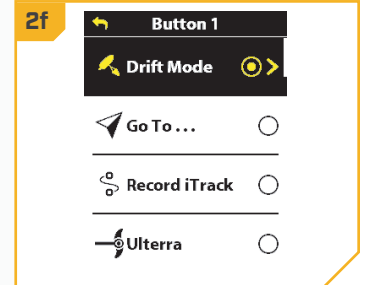 2f
Button 1
Drift Mode
Go To ...
Record iTrack
Ulterra